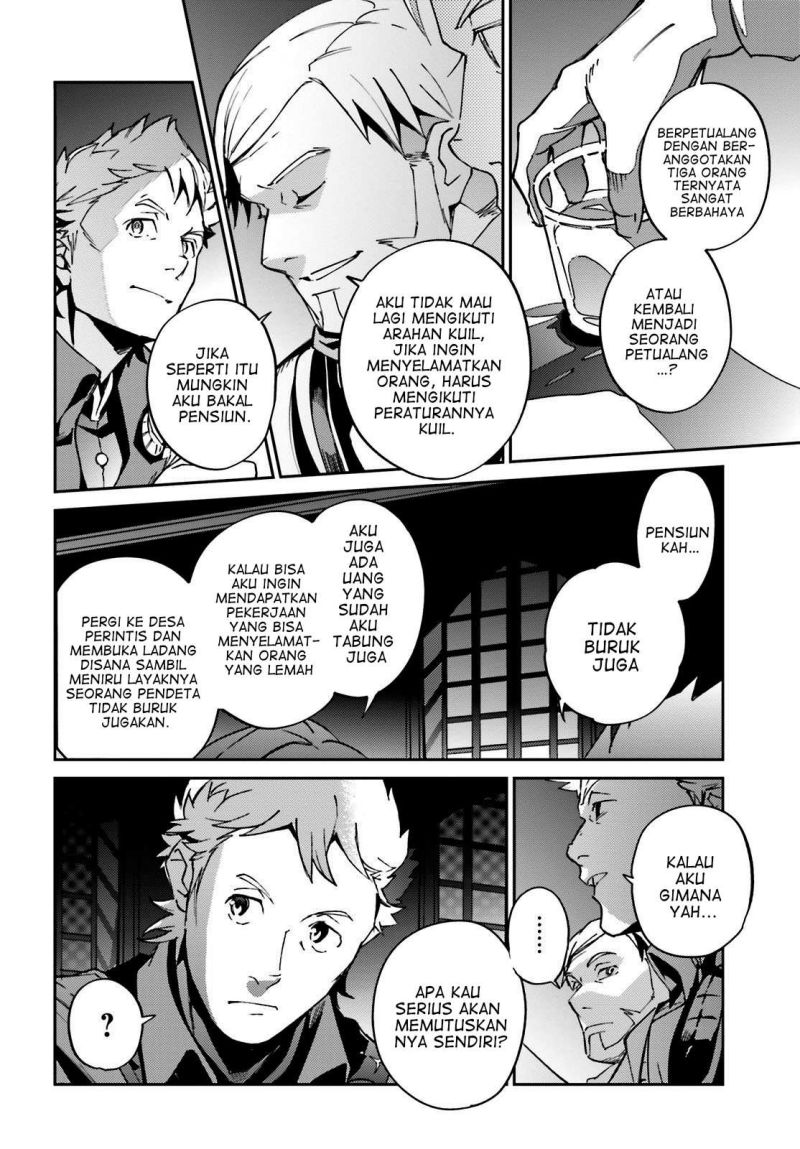 BERPETUALANG
DENGAN BER-
ANGGOTAKAN
TIGA ORANG
TERNYATA
SANGAT
BERBAHAYA
ATAU
KEMBALI
MENJADI
SEORANG
PETUALANG
...?
AKU TIDAK MAU
LAGI MENGIKUTI
ARAHAN KUIL,
JIKA INGIN
MENYELAMATKAN
ORANG, HARUS
MENGIKUTI
PERATURANNYA
KUIL.
JIKA
SEPERTI ITU
MUNGKIN
AKU BAKAL
PENSIUN.
PENSIUN
KAH...
TIDAK
BURUK
JUGA
AKU
JUGA
ADA
UANG
YANG
SUDAH
AKU
TABUNG
JUGA
KALAU BISA
AKU INGIN
MENDAPATKAN
PEKERJAAN
YANG BISA
MENYELAMAT-
KAN ORANG
YANG LEMAH
PERGI KE DESA
PERINTIS DAN
MEMBUKA LADANG
DISANA SAMBIL
MENIRU LAYAKNYA
SEORANG PENDETA
TIDAK BURUK
JUGAKAN.
KALAU
AKU
GIMANA
YAH...
......
APA KAU
SERIUS AKAN
MEMUTUSKAN
NYA SENDIRI?
?